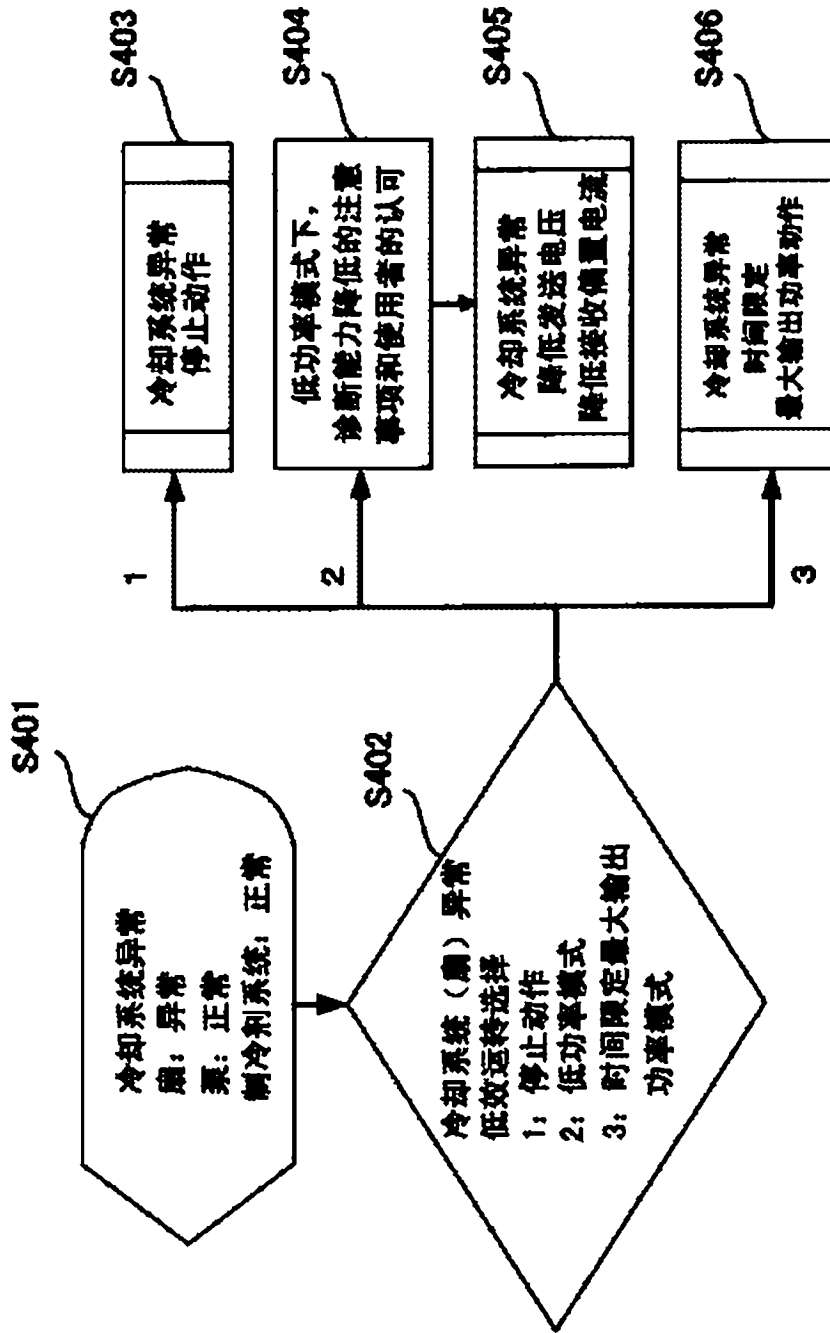 S401
冷却系统异常
扇：异常
泵：正常
制冷剂系统：正常
S402
冷却系统（扇）异常
低效运转选择
1：停止动作
2：低功率模式
3：时间限定最大输出
功率模式
1
S403
冷却系统异常
停止动作
2
S404
低功率模式下，
诊断能力降低的注意
事项和使用者的认可
S405
冷却系统异常
降低发送电压
降低接收偏置电流
3
S406
冷却系统异常
时间限定
最大输出功率动作